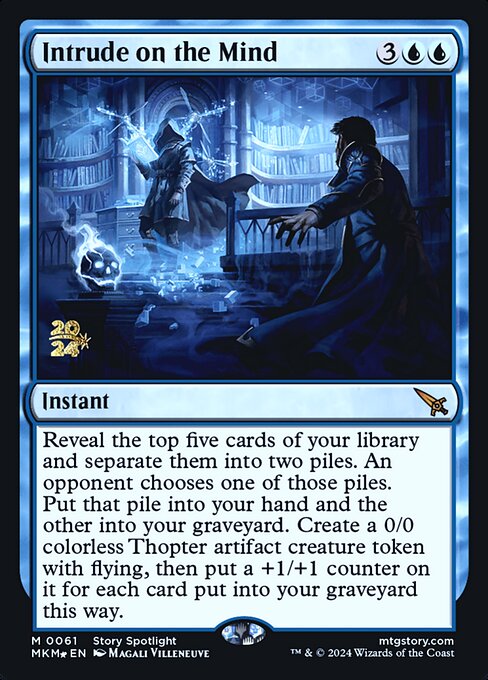 Intrude on the Mind 3
20
24
Instant
Reveal the top five cards of your library
and separate them into two piles. An
opponent chooses one of those piles.
Put that pile into your hand and the
other into your graveyard. Create a 0/0
colorless Thopter artifact creature token
with flying, then put a +1/+1 counter on
it for each card put into your graveyard
this way.
M 0061 Story Spotlight mtgstory.com
MKM★EN Magali Villeneuve ™ & © 2024 Wizards of the Coast